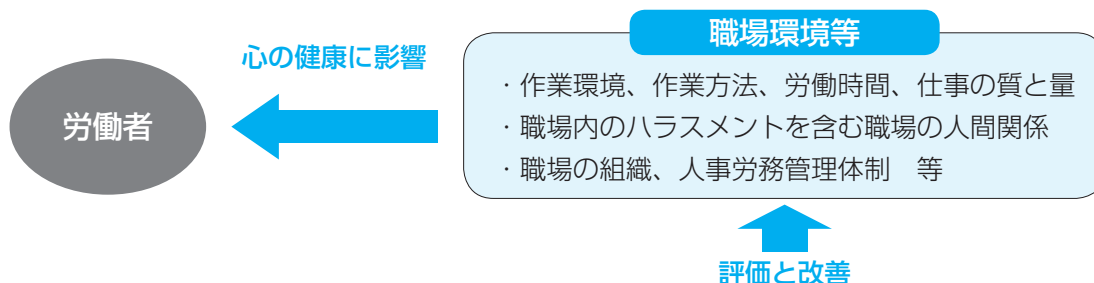 職場環境等
心の健康に影響
労働者
・作業環境、作業方法、労働時間、仕事の質と量
・職場内のハラスメントを含む職場の人間関係
・職場の組織、人事労務管理体制　等
評価と改善